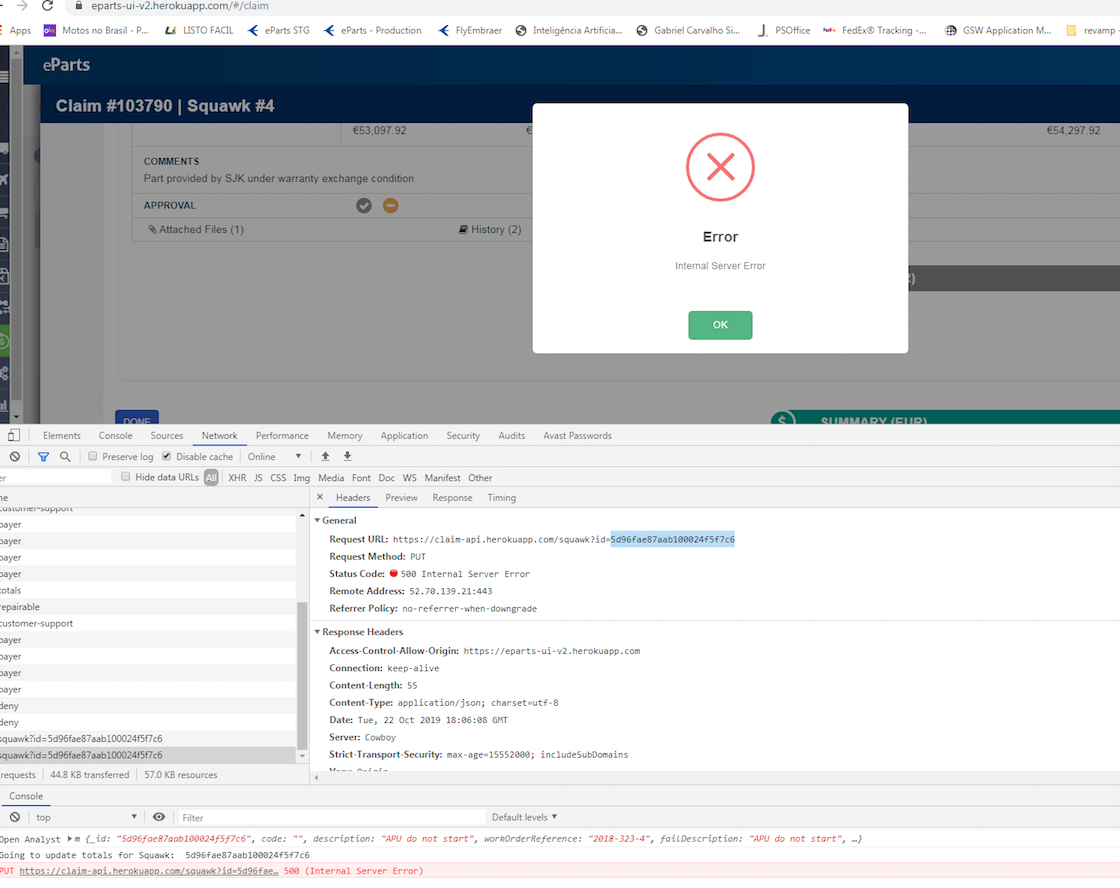 eparts-ui-v2.herokuapp.com/#/claim
Apps Motos no Brasil - P... LISTO FACIL eParts STG eParts - Production FlyEmbraer Inteligência Artificia... Gabriel Carvalho Si... PSOffice FedEx® Tracking -... GSW Application M... revamp
eParts
Claim #103790 | Squawk #4
€53,097.92 € €54,297.92
COMMENTS
Part provided by SJK under warranty exchange condition
APPROVAL
Attached Files (1) History (2)
Error
Internal Server Error
OK
DONE
SUMMARY (EUR)
Elements Console Sources Network Performance Memory Application Security Audits Avast Passwords
Preserve log Disable cache Online
Hide data URLs All XHR JS CSS Img Media Font Doc WS Manifest Other
Headers Preview Response Timing
customer-support
payer
payer
payer
payer
totals
repairable
customer-support
payer
payer
payer
payer
deny
deny
squawk?id=5d96fae87aab100024f5f7c6
squawk?id=5d96fae87aab100024f5f7c6
requests 44.8 KB transferred 57.0 KB resources
General
Request URL: https://claim-api.herokuapp.com/squawk?id=5d96fae87aab100024f5f7c6
Request Method: PUT
Status Code: 500 Internal Server Error
Remote Address: 52.70.139.21:443
Referrer Policy: no-referrer-when-downgrade
Response Headers
Access-Control-Allow-Origin: https://eparts-ui-v2.herokuapp.com
Connection: keep-alive
Content-Length: 55
Content-Type: application/json; charset=utf-8
Date: Tue, 22 Oct 2019 18:06:08 GMT
Server: Cowboy
Strict-Transport-Security: max-age=15552000; includeSubDomains
Vary: Origin
Console
top Filter Default levels
Open Analyst m {_id: "5d96fae87aab100024f5f7c6", code: "", description: "APU do not start", workOrderReference: "2018-323-4", failDescription: "APU do not start", …}
Going to update totals for Squawk: 5d96fae87aab100024f5f7c6
PUT https://claim-api.herokuapp.com/squawk?id=5d96fae… 500 (Internal Server Error)